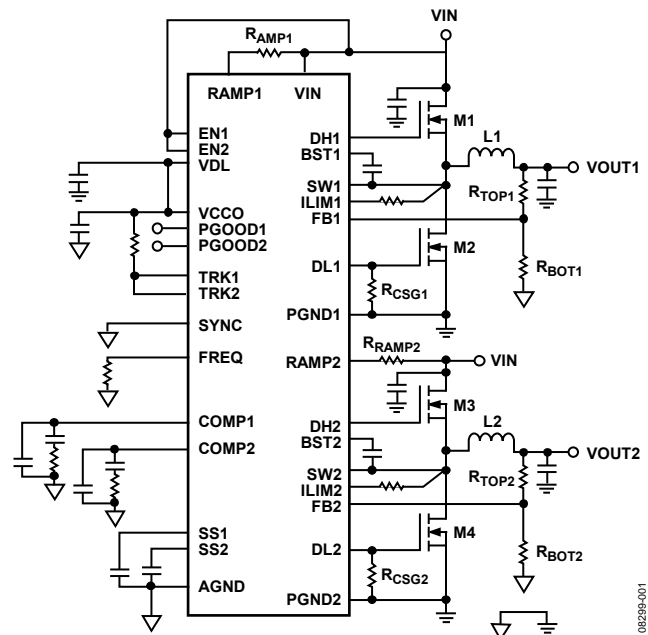 VIN
RRAMP1
RAMP1
VIN
EN1
EN2
VDL
VCCO
PGOOD1
PGOOD2
TRK1
TRK2
SYNC
FREQ
COMP1
COMP2
SS1
SS2
AGND
DH1
BST1
SW1
ILIM1
FB1
DL1
PGND1
RAMP2
DH2
BST2
SW2
ILIM2
FB2
DL2
PGND2
M1
L1
VOUT1
RTOP1
M2
RBOT1
RCSG1
RRAMP2
VIN
M3
L2
VOUT2
RTOP2
M4
RBOT2
RCSG2
08299-001